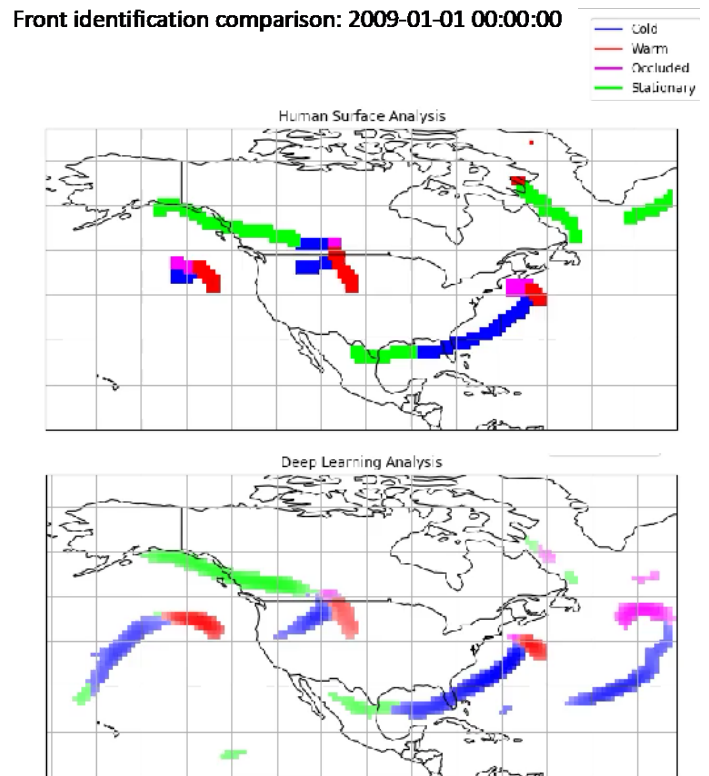 Front identification comparison: 2009-01-01 00:00:00
Cold
Warm
Occluded
Stationary
Human Surface Analysis
Deep Learning Analysis